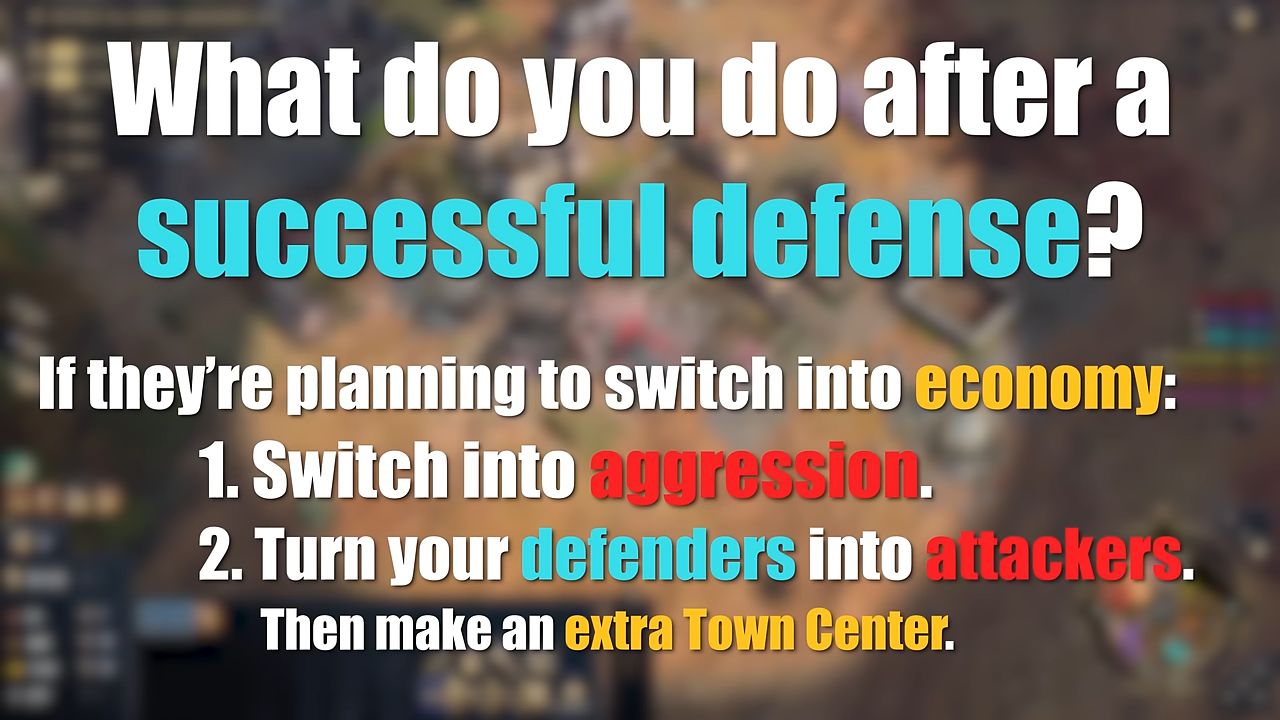 What do you do after a
successful defense?
If they’re planning to switch into economy:
1. Switch into aggression.
2. Turn your defenders into attackers.
Then make an extra Town Center.